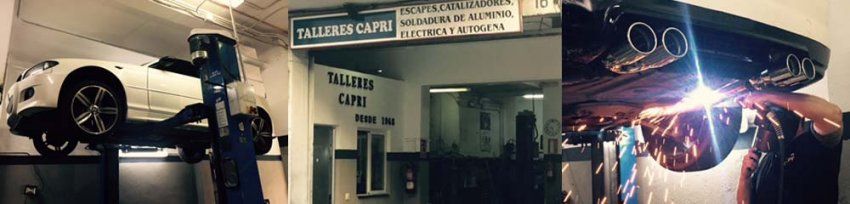 TALLERES CAPRI
ESCAPES, CATALIZADORES,
SOLDADURA DE ALUMINIO,
ELECTRICA Y AUTOGENA
TALLERES
CAPRI
DESDE 1968